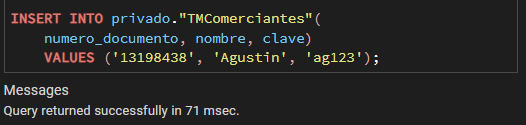 INSERT INTO privado."TMComerciantes"(
numero_documento, nombre, clave)
VALUES ('13198438', 'Agustin', 'ag123');
Messages
Query returned successfully in 71 msec.